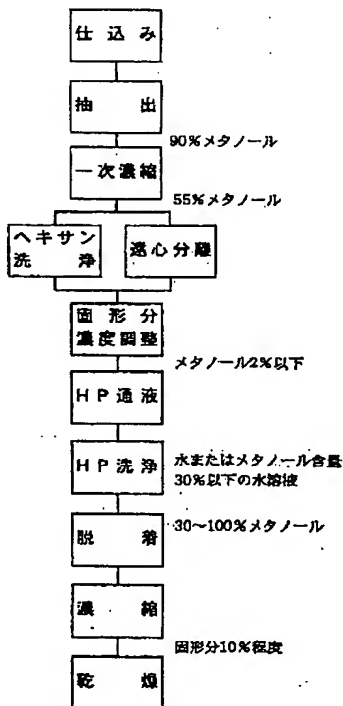 仕込み
抽出
90%メタノール
一次濃縮
55%メタノール
ヘキサン
洗浄
遠心分離
固形分
濃度調整
メタノール2%以下
HP通液
HP洗浄
水またはメタノール含量
30%以下の水溶液
30〜100%メタノール
脱着
濃縮
固形分10%程度
乾燥